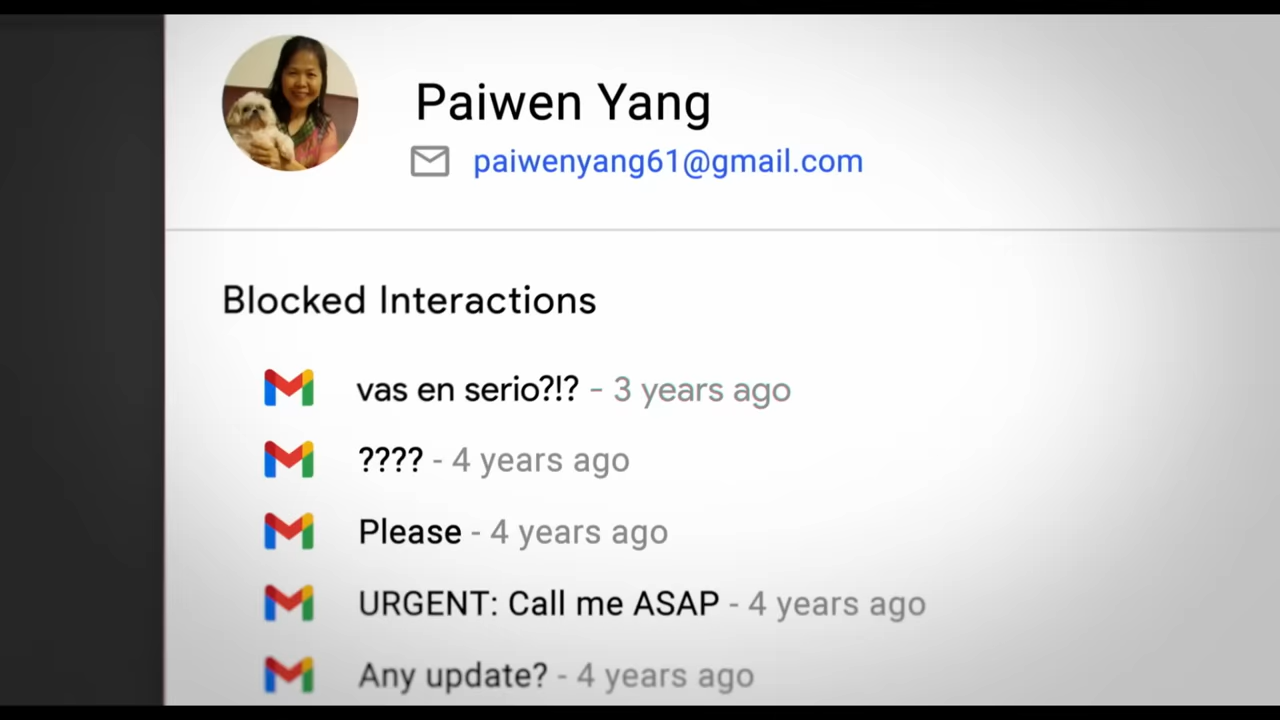 Paiwen Yang
paiwenyang61@gmail.com
Blocked Interactions
vas en serio?!? - 3 years ago
???? - 4 years ago
Please - 4 years ago
URGENT: Call me ASAP - 4 years ago
Any update? - 4 years ago